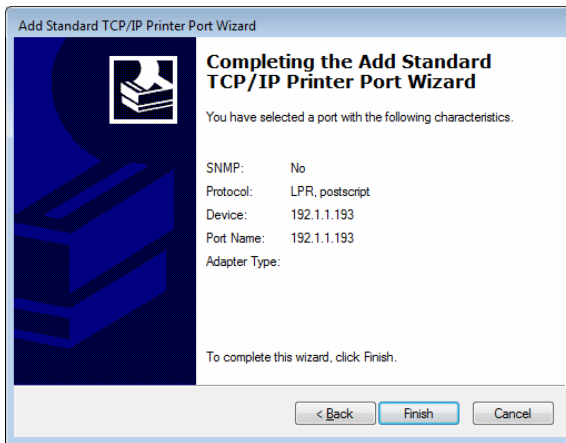 Add Standard TCP/IP Printer Port Wizard
Completing the Add Standard
TCP/IP Printer Port Wizard
You have selected a port with the following characteristics.
SNMP: No
Protocol: LPR, postscript
Device: 192.1.1.193
Port Name: 192.1.1.193
Adapter Type:
To complete this wizard, click Finish.
< Back Finish Cancel